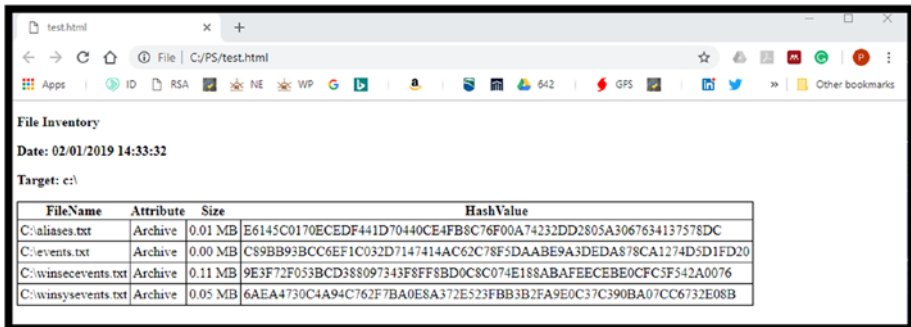 test.html
File | C:/PS/test.html
Apps ID RSA NE WP 642 GFS Other bookmarks
File Inventory
Date: 02/01/2019 14:33:32
Target: c:\
FileName Attribute Size HashValue
C:\aliases.txt Archive 0.01 MB E6145C0170ECEDF441D70440CE4FB8C76F00A74232DD2805A3067634137578DC
C:\events.txt Archive 0.00 MB C89BB93BCC6EF1C032D7147414AC62C78F5DAABE9A3DEDA878CA1274D5D1FD20
C:\winsecevents.txt Archive 0.11 MB 9E3F72F053BCD388097343F8FF8BD0C8C074E188ABAFEECEBE0CFC5F542A0076
C:\winsysevents.txt Archive 0.05 MB 6AEA4730C4A94C762F7BA0E8A372E523FBB3B2FA9E0C37C390BA07CC6732E08B